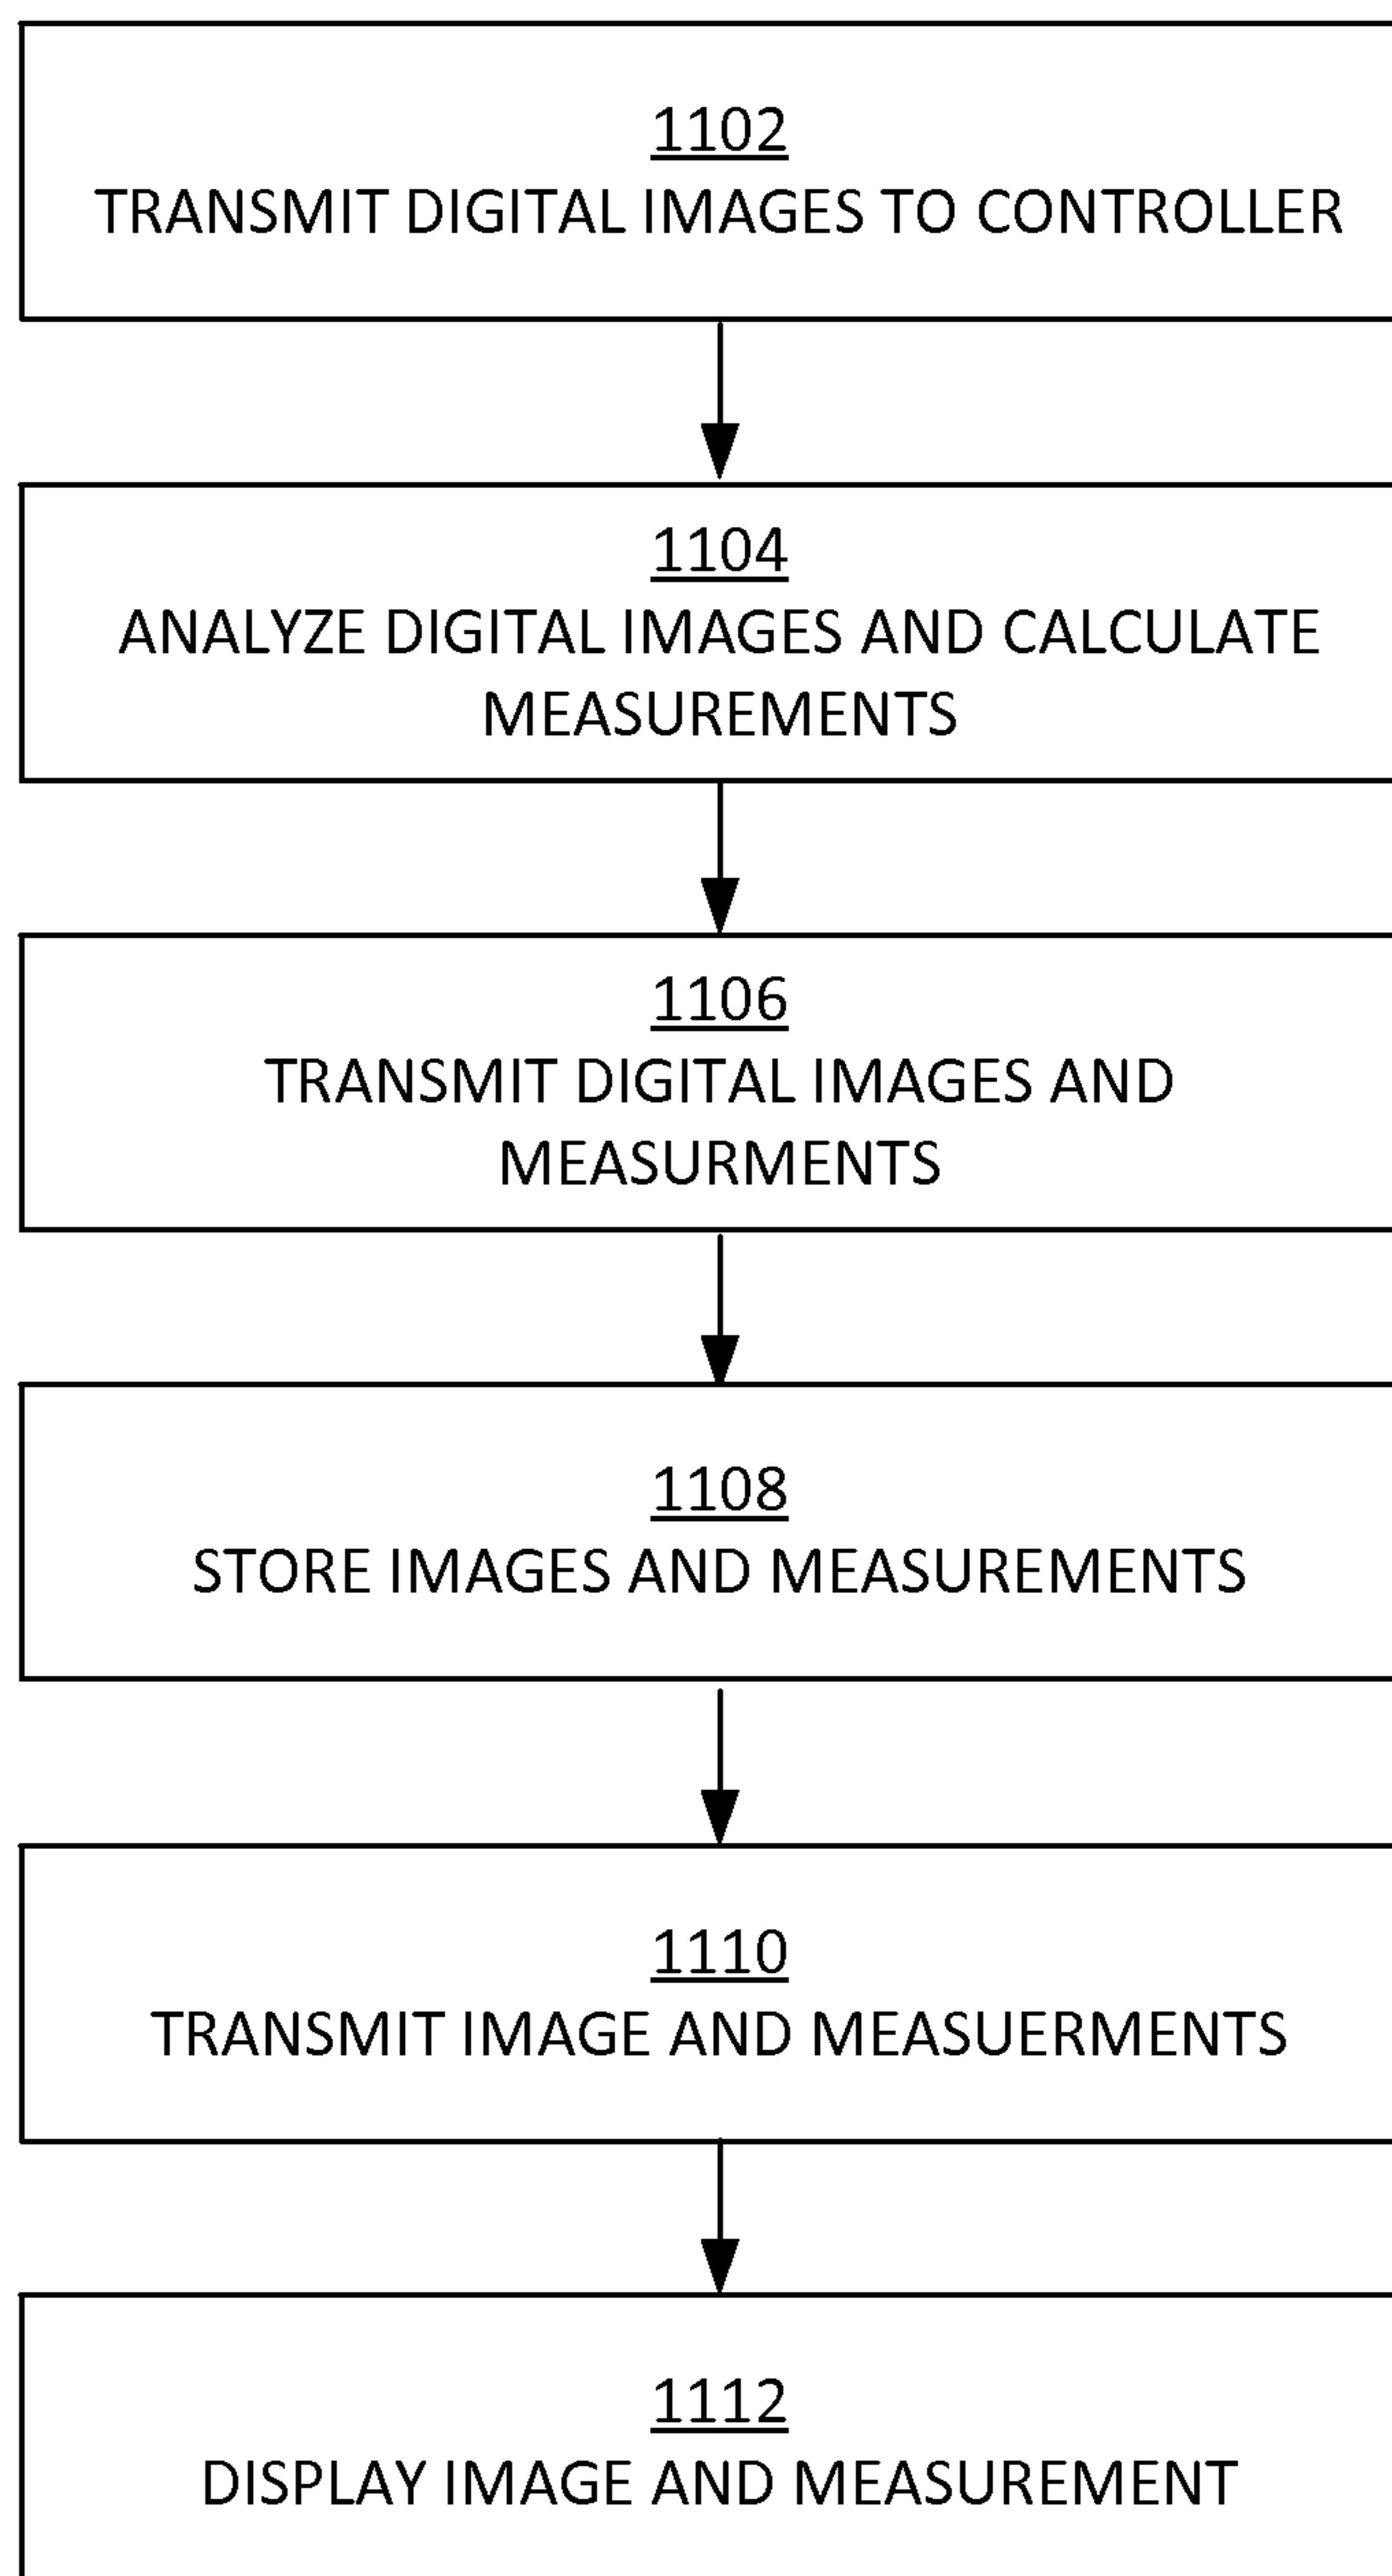 1102
TRANSMIT DIGITAL IMAGES TO CONTROLLER
1104
ANALYZE DIGITAL IMAGES AND CALCULATE
MEASUREMENTS
1106
TRANSMIT DIGITAL IMAGES AND
MEASURMENTS
1108
STORE IMAGES AND MEASUREMENTS
1110
TRANSMIT IMAGE AND MEASUERMENTS
1112
DISPLAY IMAGE AND MEASUREMENT